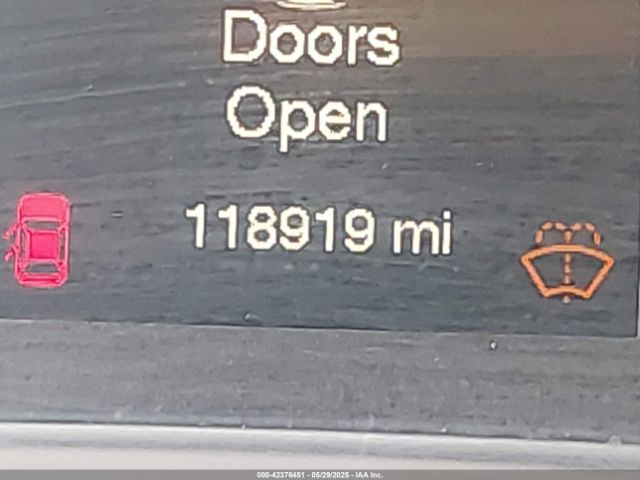 Doors
Open
118919 mi
000-42376451 - 05/29/2025 - IAA Inc.